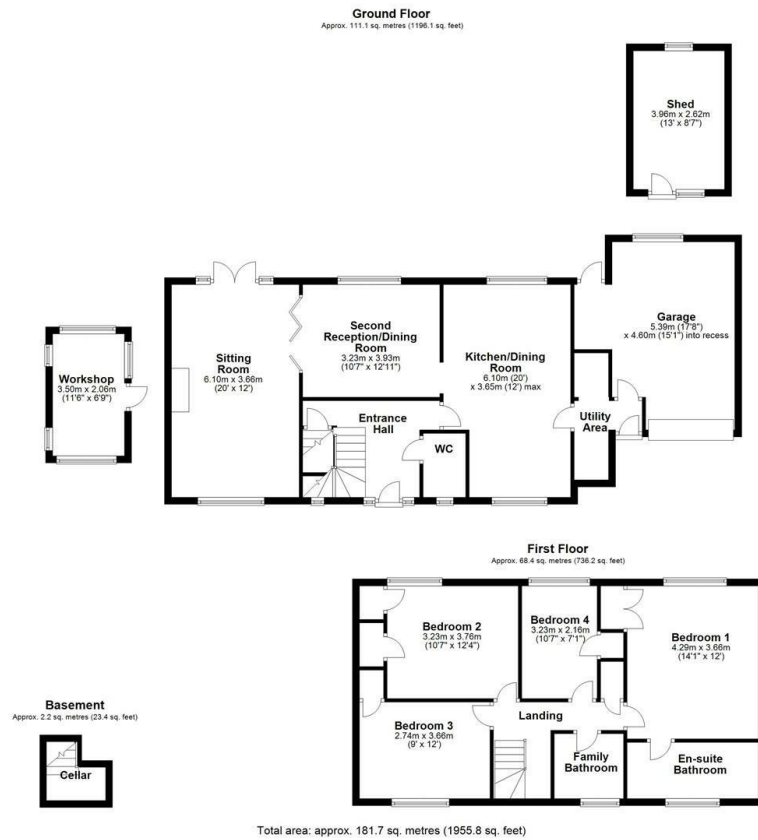 Ground Floor
Approx. 111.1 sq. metres (1196.1 sq. feet)
Shed
3.96m x 2.62m
(13' x 8'7")
Garage
5.39m (17'8")
x 4.60m (15'1") into recess
Second
Reception/Dining
Room
3.23m x 3.93m
(10'7" x 12'11")
Kitchen/Dining
Room
6.10m (20')
x 3.65m (12') max
Sitting
Room
6.10m x 3.66m
(20' x 12')
Workshop
3.50m x 2.06m
(11'6" x 6'9")
Entrance
Hall
WC
Utility
Area
First Floor
Approx. 68.4 sq. metres (736.2 sq. feet)
Bedroom 2
3.23m x 3.76m
(10'7" x 12'4")
Bedroom 4
3.23m x 2.16m
(10'7" x 7'1")
Bedroom 1
4.29m x 3.66m
(14'1" x 12')
Bedroom 3
2.74m x 3.66m
(9' x 12')
Landing
Family
Bathroom
En-suite
Bathroom
Basement
Approx. 2.2 sq. metres (23.4 sq. feet)
Cellar
Total area: approx. 181.7 sq. metres (1955.8 sq. feet)